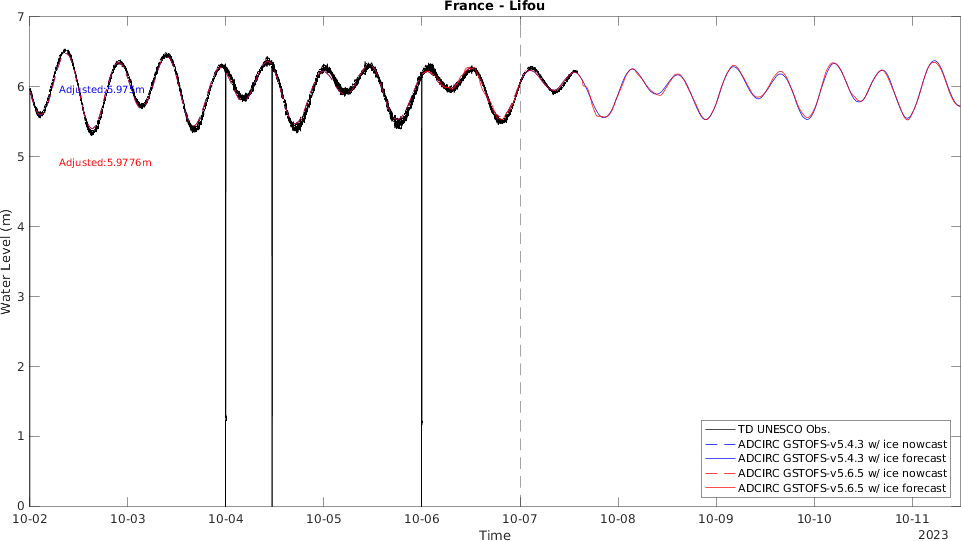 France - Lifou
7
6
5
4
3
2
1
0
Water Level (m)
Adjusted:5.975m
Adjusted:5.9776m
TD UNESCO Obs.
ADCIRC GSTOFS-v5.4.3 w/ ice nowcast
ADCIRC GSTOFS-v5.4.3 w/ ice forecast
ADCIRC GSTOFS-v5.6.5 w/ ice nowcast
ADCIRC GSTOFS-v5.6.5 w/ ice forecast
10-02 10-03 10-04 10-05 10-06 10-07 10-08 10-09 10-10 10-11
Time
2023